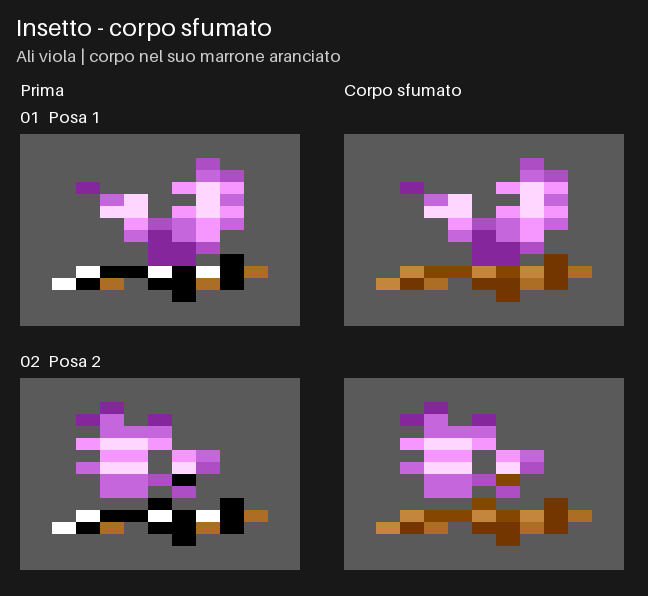 Insetto - corpo sfumato
Ali viola | corpo nel suo marrone aranciato
Prima
Corpo sfumato
01 Posa 1
02 Posa 2